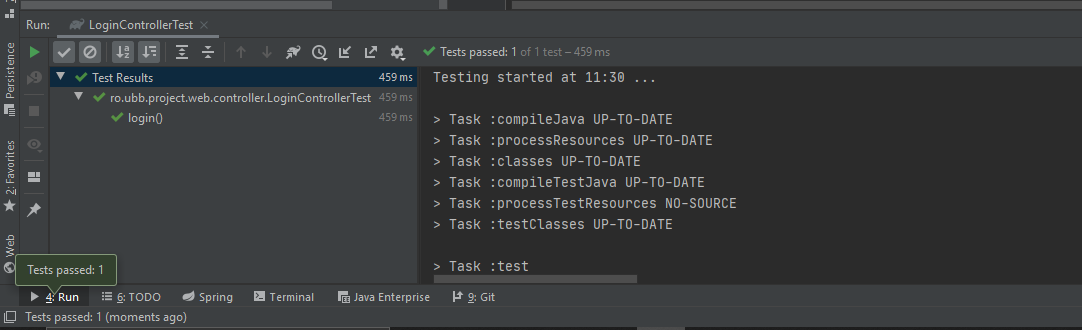 Run: LoginControllerTest
Tests passed: 1 of 1 test – 459 ms
Test Results 459 ms
ro.ubb.project.web.controller.LoginControllerTest 459 ms
login() 459 ms
Testing started at 11:30 ...
> Task :compileJava UP-TO-DATE
> Task :processResources UP-TO-DATE
> Task :classes UP-TO-DATE
> Task :compileTestJava UP-TO-DATE
> Task :processTestResources NO-SOURCE
> Task :testClasses UP-TO-DATE
> Task :test
Persistence
2: Favorites
Web
Tests passed: 1
4: Run 6: TODO Spring Terminal Java Enterprise 9: Git
Tests passed: 1 (moments ago)